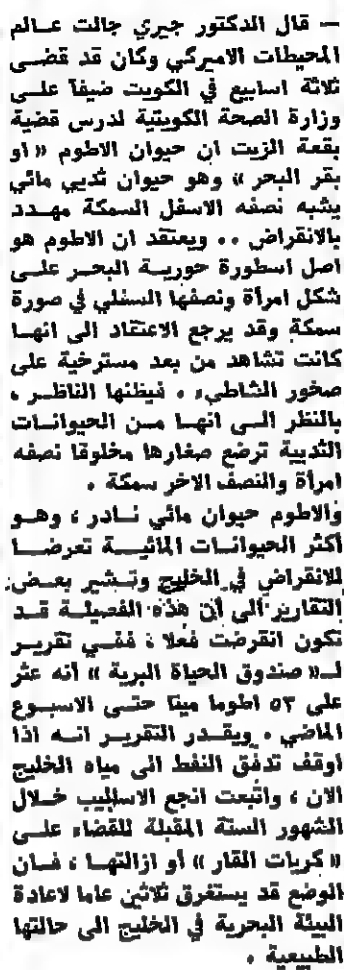 — قال الدكتور جيري جالت عالم
المحيطات الاميركي وكان قد قضى
ثلاثة اسابيع في الكويت ضيفا على
وزارة الصحة الكويتية لدرس قضية
بقعة الزيت ان حيوان الاطوم « او
بقر البحر » وهو حيوان ثديي مائي
يشبه نصفه الاسفل السمكة مهدد
بالانقراض .. ويعتقد ان الاطوم هو
اصل اسطورة حورية البحر على
شكل امرأة ونصفها السفلي في صورة
سمكة وقد يرجع الاعتقاد الى انها
كانت تشاهد من بعد مسترخية على
صخور الشاطىء . فيظنها الناظر ،
بالنظر الى انها من الحيوانات
الثديية ترضع صغارها مخلوقا نصفه
امرأة والنصف الاخر سمكة .
والاطوم حيوان مائي نادر ، وهو
أكثر الحيوانات المائية تعرضا
للانقراض في الخليج وتشير بعض
التقارير الى ان هذه الفصيلة قد
تكون انقرضت فعلا ، ففي تقرير
لـ« صندوق الحياة البرية » أنه عثر
على ٥٣ اطوما ميتا حتى الاسبوع
الماضي . ويقدر التقرير انه اذا
اوقف تدفق النفط الى مياه الخليج
الان ، واتبعت انجع الاساليب خلال
الشهور الستة المقبلة للقضاء على
« كريات القار » أو ازالتها ، فان
الوضع قد يستغرق ثلاثين عاما لاعادة
البيئة البحرية في الخليج الى حالتها
الطبيعية .